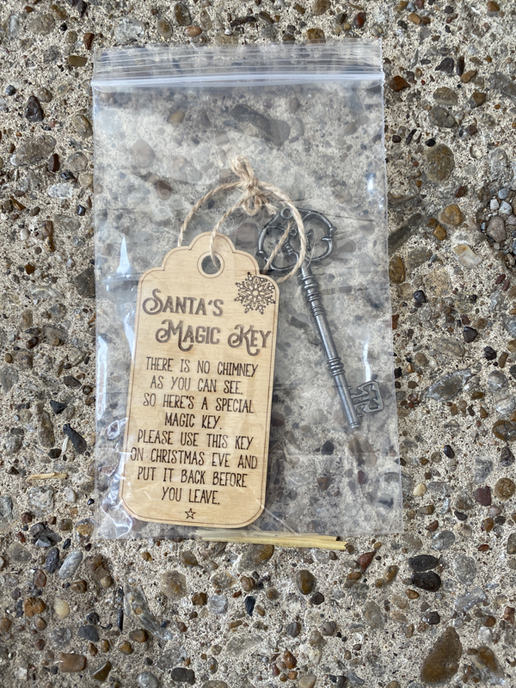 SANTA'S
MAGIC KEY
THERE IS NO CHIMNEY
AS YOU CAN SEE,
SO HERE'S A SPECIAL
MAGIC KEY.
PLEASE USE THIS KEY
ON CHRISTMAS EVE AND
PUT IT BACK BEFORE
YOU LEAVE.